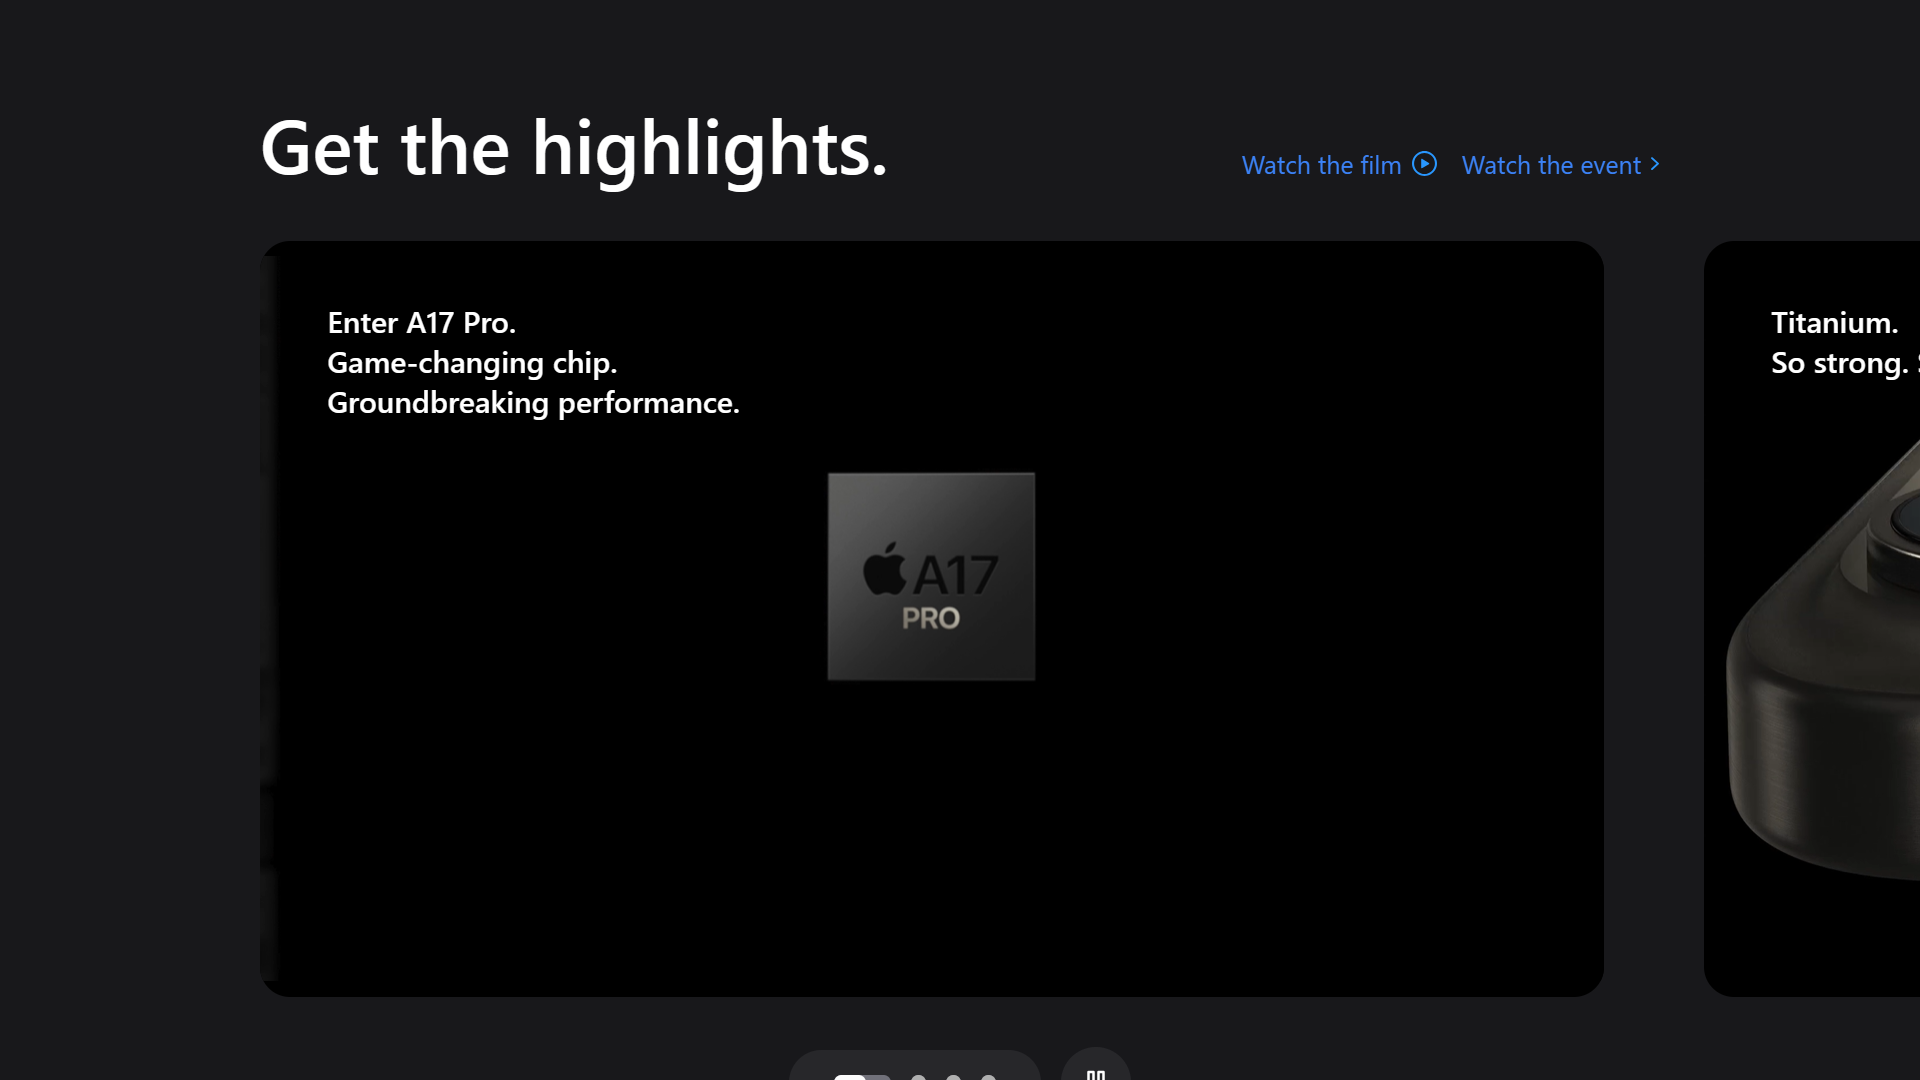 Get the highlights.
Watch the film
Watch the event
Enter A17 Pro.
Game-changing chip.
Groundbreaking performance.
A17
PRO
Titanium.
So strong.